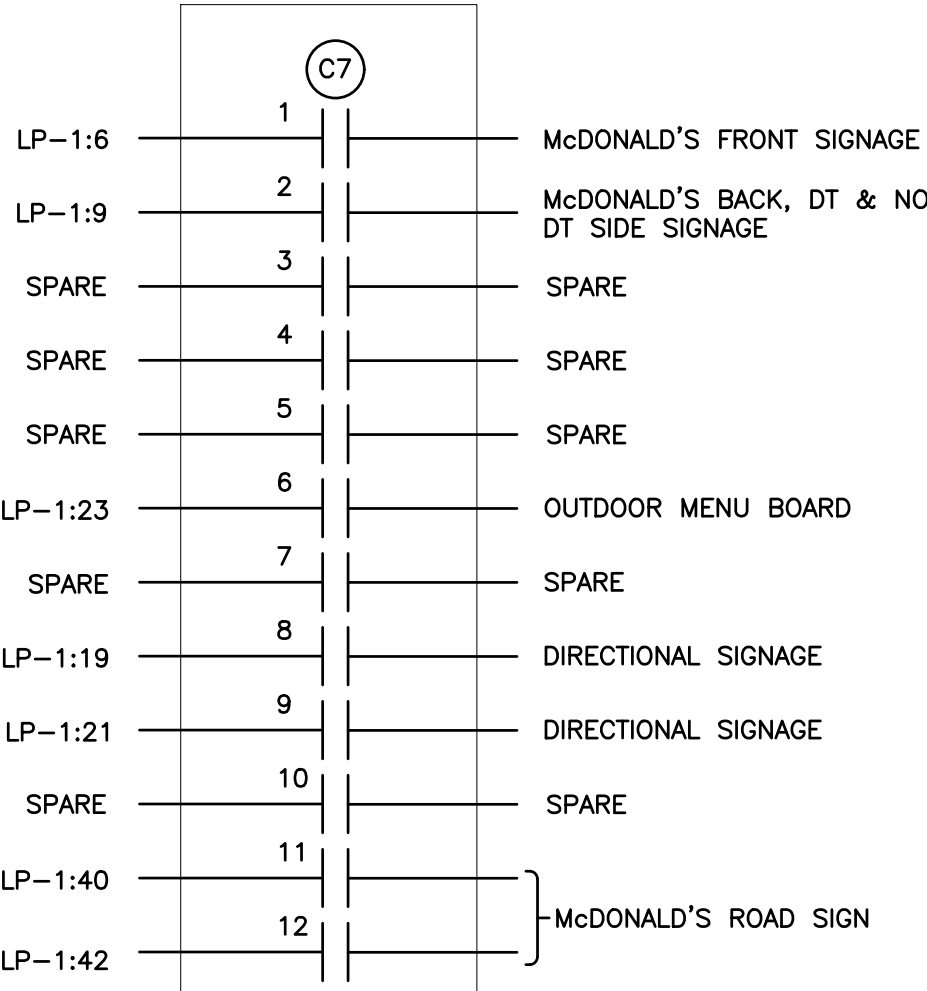 C7
LP-1:6 1 McDONALD'S FRONT SIGNAGE
LP-1:9 2 McDONALD'S BACK, DT & NO
DT SIDE SIGNAGE
SPARE 3 SPARE
SPARE 4 SPARE
SPARE 5 SPARE
LP-1:23 6 OUTDOOR MENU BOARD
SPARE 7 SPARE
LP-1:19 8 DIRECTIONAL SIGNAGE
LP-1:21 9 DIRECTIONAL SIGNAGE
SPARE 10 SPARE
LP-1:40 11
McDONALD'S ROAD SIGN
LP-1:42 12